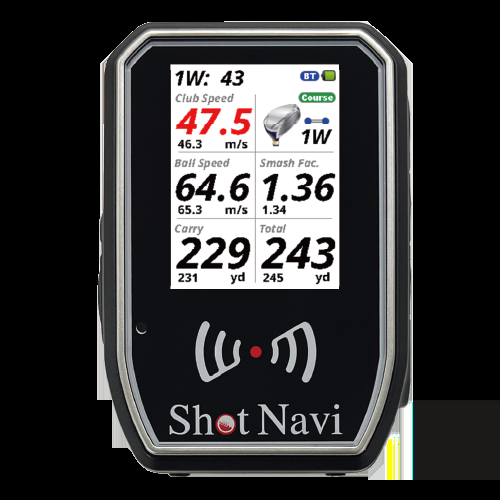 1W: 43 BT
Club Speed Course
47.5
46.3 m/s 1W
Ball Speed Smash Fac.
64.6 1.36
65.3 m/s 1.34
Carry Total
229 243
231 yd 245 yd
Shot Navi